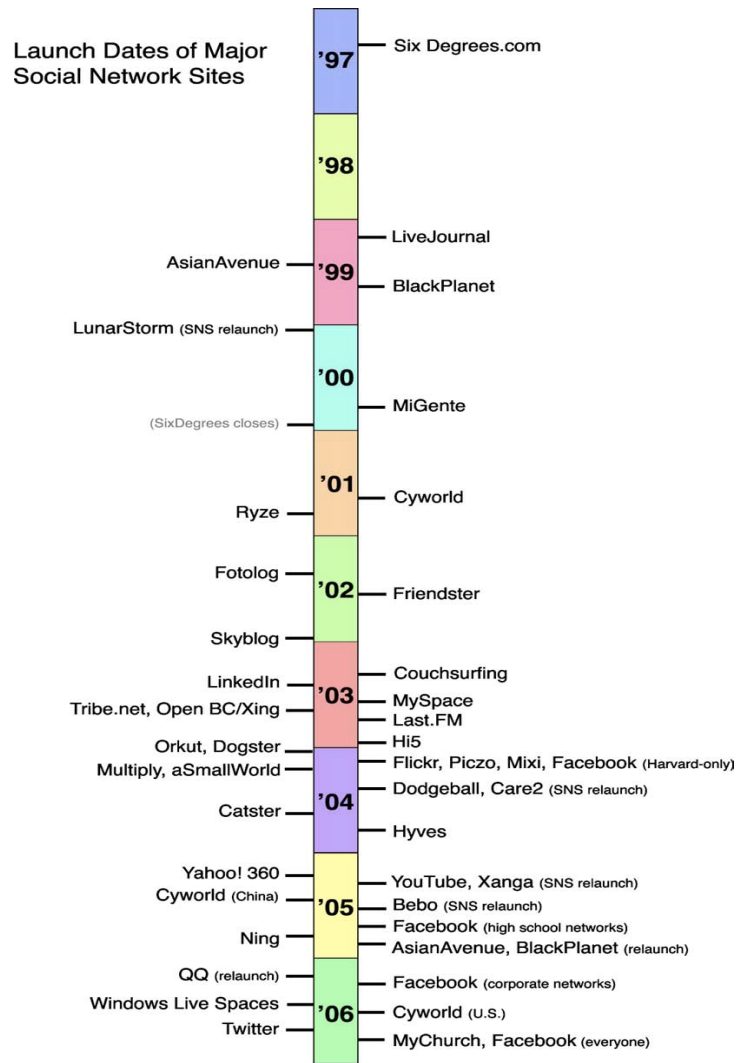 Launch Dates of Major
Social Network Sites
'97
Six Degrees.com
'98
'99
LiveJournal
AsianAvenue
BlackPlanet
LunarStorm (SNS relaunch)
'00
MiGente
(SixDegrees closes)
'01
Cyworld
Ryze
Fotolog
'02
Friendster
Skyblog
Couchsurfing
LinkedIn
'03
MySpace
Tribe.net, Open BC/Xing
Last.FM
Hi5
Orkut, Dogster
Flickr, Piczo, Mixi, Facebook (Harvard-only)
Multiply, aSmallWorld
Dodgeball, Care2 (SNS relaunch)
'04
Catster
Hyves
Yahoo! 360
YouTube, Xanga (SNS relaunch)
Cyworld (China)
'05
Bebo (SNS relaunch)
Facebook (high school networks)
Ning
AsianAvenue, BlackPlanet (relaunch)
QQ (relaunch)
Facebook (corporate networks)
Windows Live Spaces
'06
Cyworld (U.S.)
Twitter
MyChurch, Facebook (everyone)